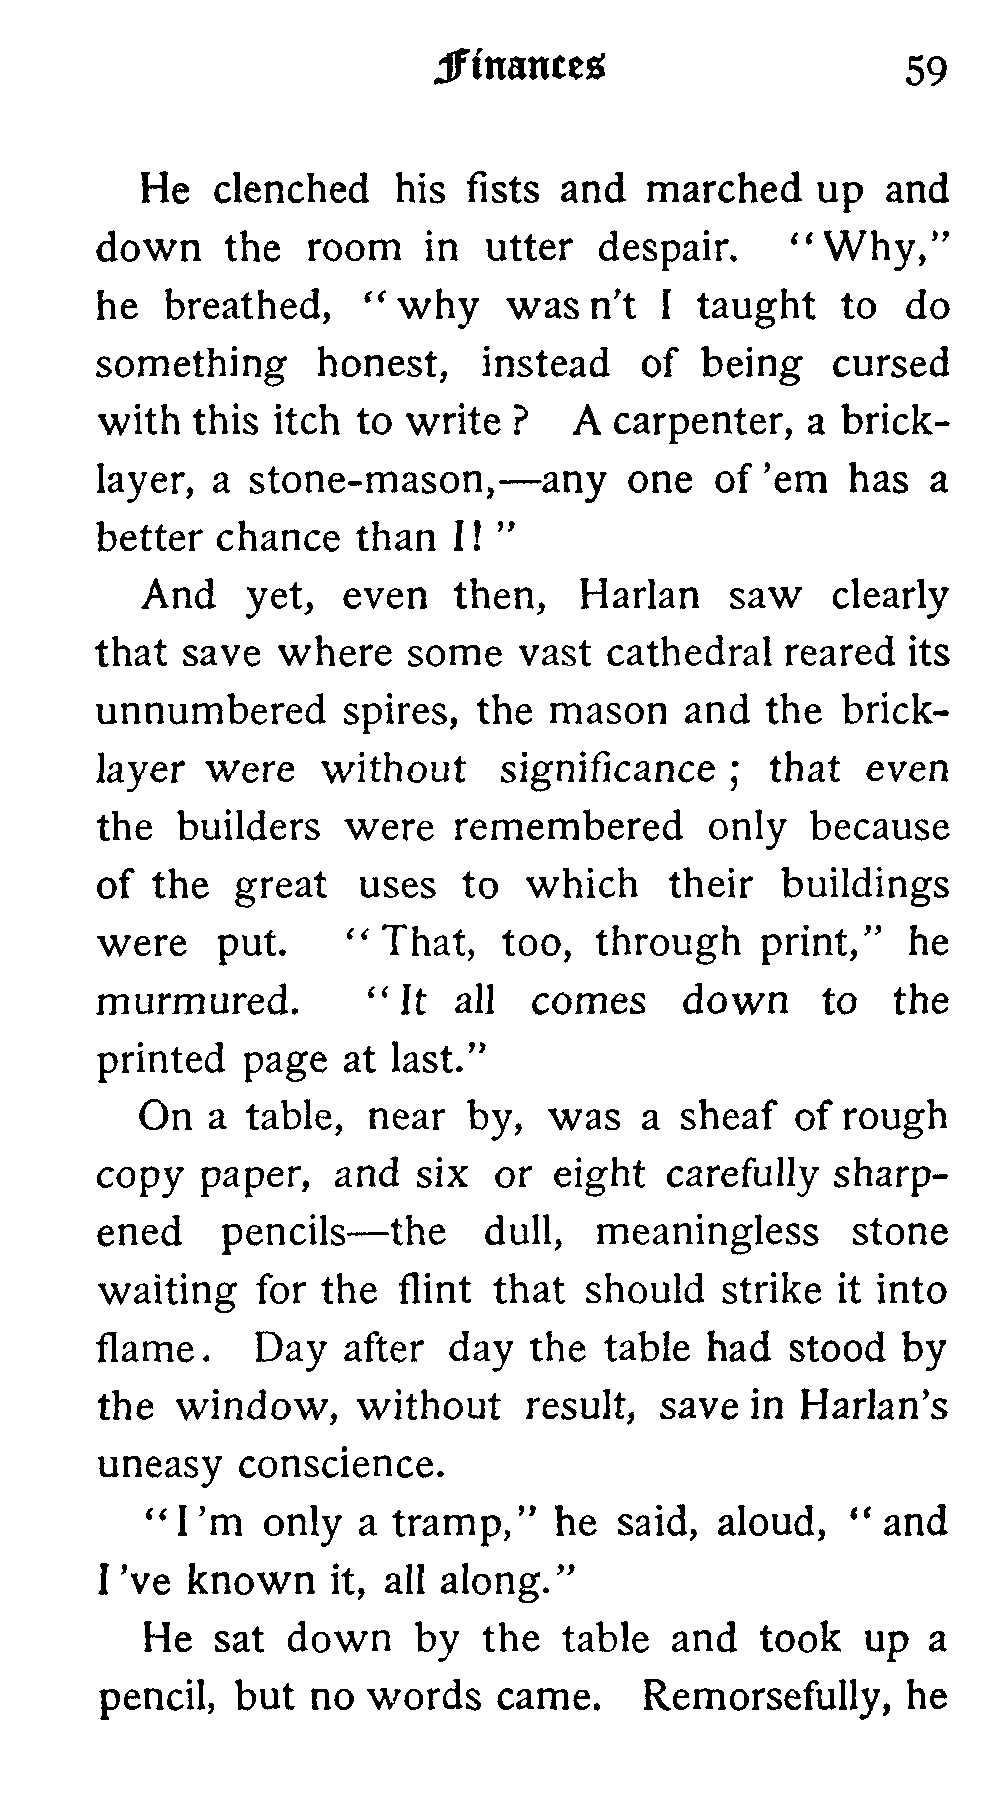 Finances 59
He clenched his fists and marched up and
down the room in utter despair. "Why,"
he breathed, "why was n't I taught to do
something honest, instead of being cursed
with this itch to write? A carpenter, a brick-
layer, a stone-mason,—any one of 'em has a
better chance than I!"
And yet, even then, Harlan saw clearly
that save where some vast cathedral reared its
unnumbered spires, the mason and the brick-
layer were without significance; that even
the builders were remembered only because
of the great uses to which their buildings
were put. "That, too, through print," he
murmured. "It all comes down to the
printed page at last."
On a table, near by, was a sheaf of rough
copy paper, and six or eight carefully sharp-
ened pencils—the dull, meaningless stone
waiting for the flint that should strike it into
flame. Day after day the table had stood by
the window, without result, save in Harlan's
uneasy conscience.
"I 'm only a tramp," he said, aloud, "and
I 've known it, all along."
He sat down by the table and took up a
pencil, but no words came. Remorsefully, he